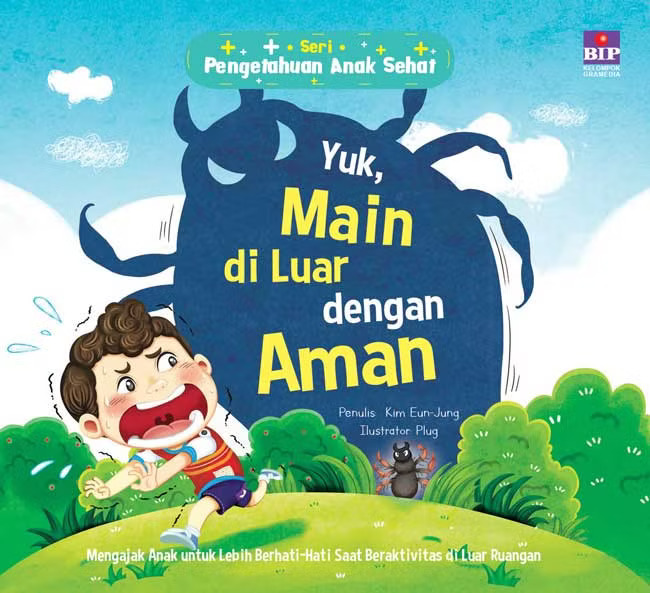 Seri
Pengetahuan Anak Sehat
BIP
KELOMPOK
GRAMEDIA
Yuk,
Main
di Luar
dengan
Aman
Penulis: Kim Eun-Jung
Ilustrator: Plug
Mengajak Anak untuk Lebih Berhati-Hati Saat Beraktivitas di Luar Ruangan